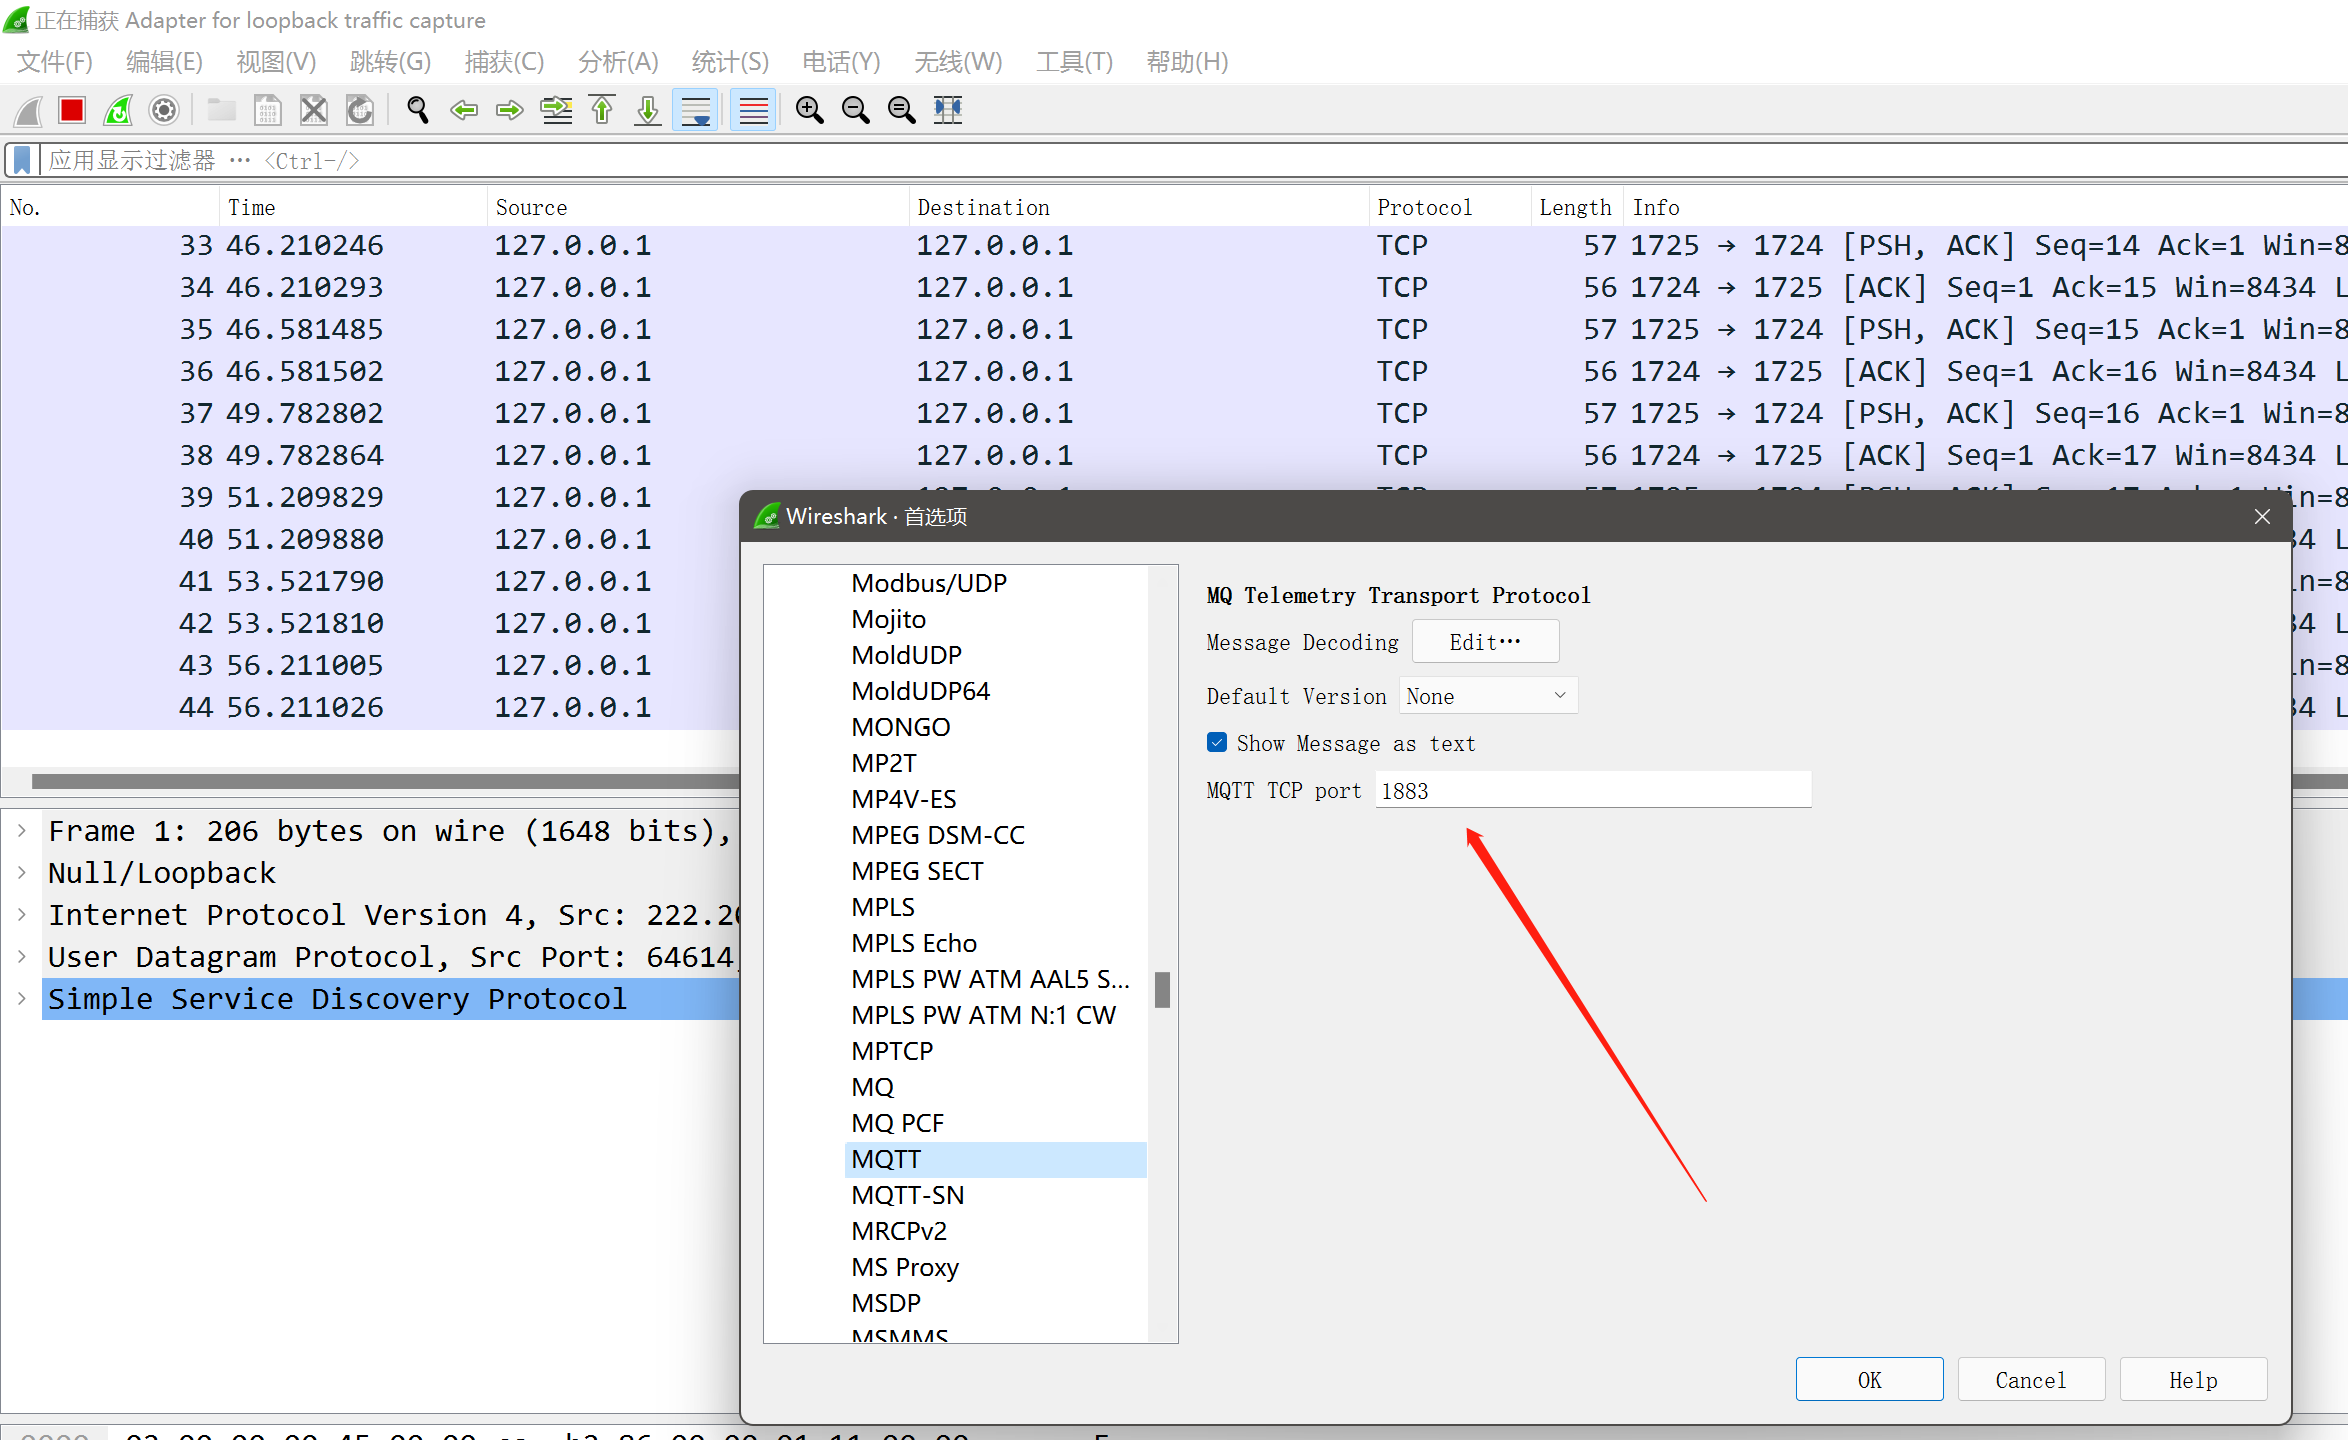 正在捕获 Adapter for loopback traffic capture
文件(F) 编辑(E) 视图(V) 跳转(G) 捕获(C) 分析(A) 统计(S) 电话(Y) 无线(W) 工具(T) 帮助(H)
应用显示过滤器 … <Ctrl-/>
No. Time Source Destination Protocol Length Info
33 46.210246 127.0.0.1 127.0.0.1 TCP 57 1725 → 1724 [PSH, ACK] Seq=14 Ack=1 Win=8
34 46.210293 127.0.0.1 127.0.0.1 TCP 56 1724 → 1725 [ACK] Seq=1 Ack=15 Win=8434 L
35 46.581485 127.0.0.1 127.0.0.1 TCP 57 1725 → 1724 [PSH, ACK] Seq=15 Ack=1 Win=8
36 46.581502 127.0.0.1 127.0.0.1 TCP 56 1724 → 1725 [ACK] Seq=1 Ack=16 Win=8434 L
37 49.782802 127.0.0.1 127.0.0.1 TCP 57 1725 → 1724 [PSH, ACK] Seq=16 Ack=1 Win=8
38 49.782864 127.0.0.1 127.0.0.1 TCP 56 1724 → 1725 [ACK] Seq=1 Ack=17 Win=8434 L
39 51.209829 127.0.0.1
40 51.209880 127.0.0.1
41 53.521790 127.0.0.1
42 53.521810 127.0.0.1
43 56.211005 127.0.0.1
44 56.211026 127.0.0.1
Frame 1: 206 bytes on wire (1648 bits),
Null/Loopback
Internet Protocol Version 4, Src: 222.20
User Datagram Protocol, Src Port: 64614,
Simple Service Discovery Protocol
Wireshark · 首选项
Modbus/UDP
Mojito
MoldUDP
MoldUDP64
MONGO
MP2T
MP4V-ES
MPEG DSM-CC
MPEG SECT
MPLS
MPLS Echo
MPLS PW ATM AAL5 S...
MPLS PW ATM N:1 CW
MPTCP
MQ
MQ PCF
MQTT
MQTT-SN
MRCPv2
MS Proxy
MSDP
MSMMS
MQ Telemetry Transport Protocol
Message Decoding Edit…
Default Version None
Show Message as text
MQTT TCP port 1883
OK Cancel Help